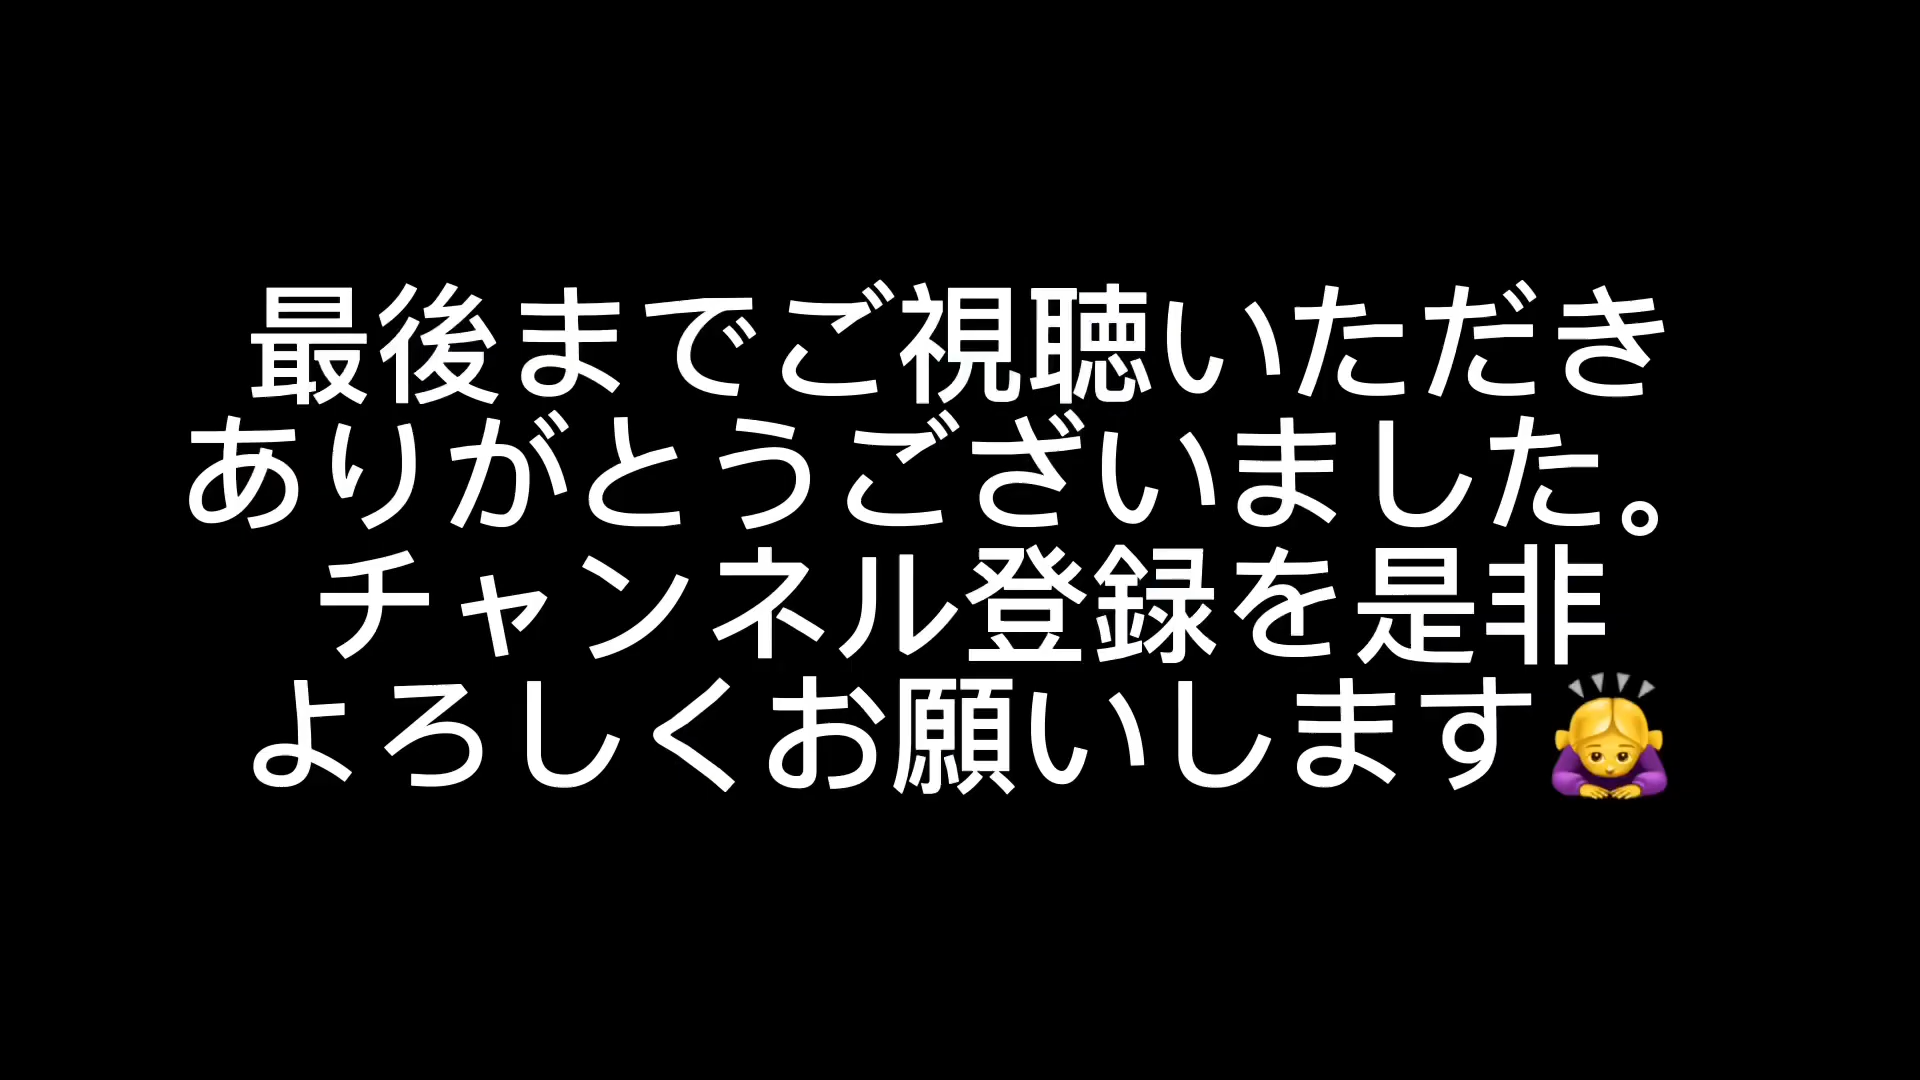 最後までご視聴いただき
ありがとうございました。
チャンネル登録を是非
よろしくお願いします🙇‍♀️